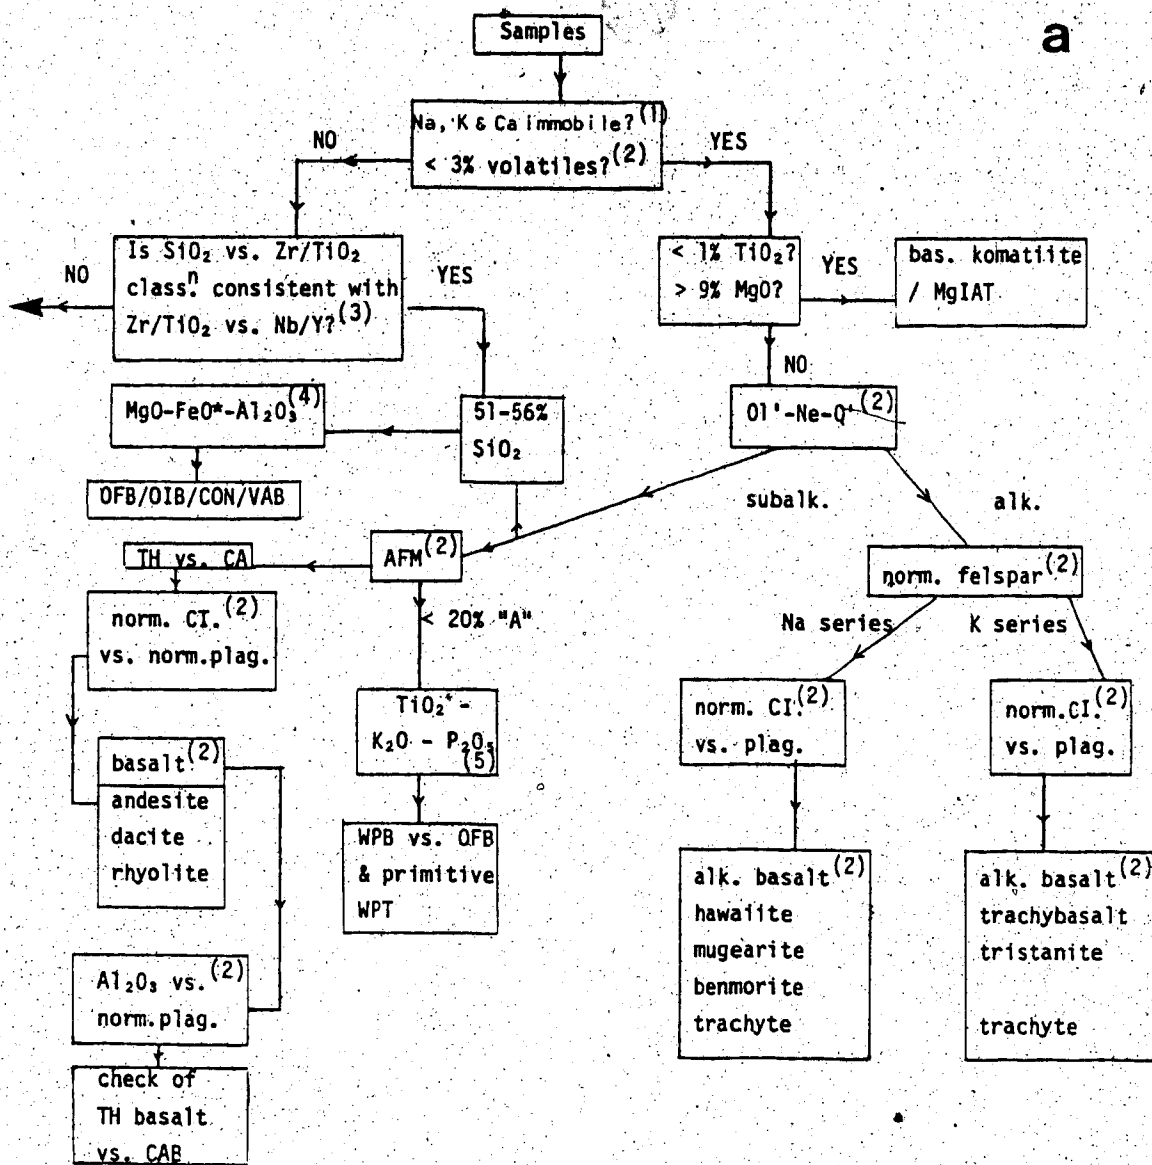 a
Samples
Na, K & Ca immobile?(1)
< 3% volatiles?(2)
NO
YES
Is SiO₂ vs. Zr/TiO₂
class.ⁿ consistent with
Zr/TiO₂ vs. Nb/Y?(3)
NO
YES
< 1% TiO₂?
> 9% MgO?
YES
bas. komatiite
/ MgIAT
NO
MgO-FeO*-Al₂O₃(4)
51-56%
SiO₂
Ol'-Ne-Q'(2)
OFB/OIB/CON/VAB
subalk.
alk.
TH vs. CA
AFM(2)
norm. felspar(2)
norm. CI.(2)
vs. norm.plag.
< 20% "A"
Na series
K series
TiO₂ -
K₂O - P₂O₅
(5)
norm. CI.(2)
vs. plag.
norm.CI.(2)
vs. plag.
basalt(2)
andesite
dacite
rhyolite
WPB vs. OFB
& primitive
WPT
alk. basalt(2)
hawaiite
mugearite
benmorite
trachyte
alk. basalt(2)
trachybasalt
tristanite
trachyte
Al₂O₃ vs.(2)
norm.plag.
check of
TH basalt
vs. CAB